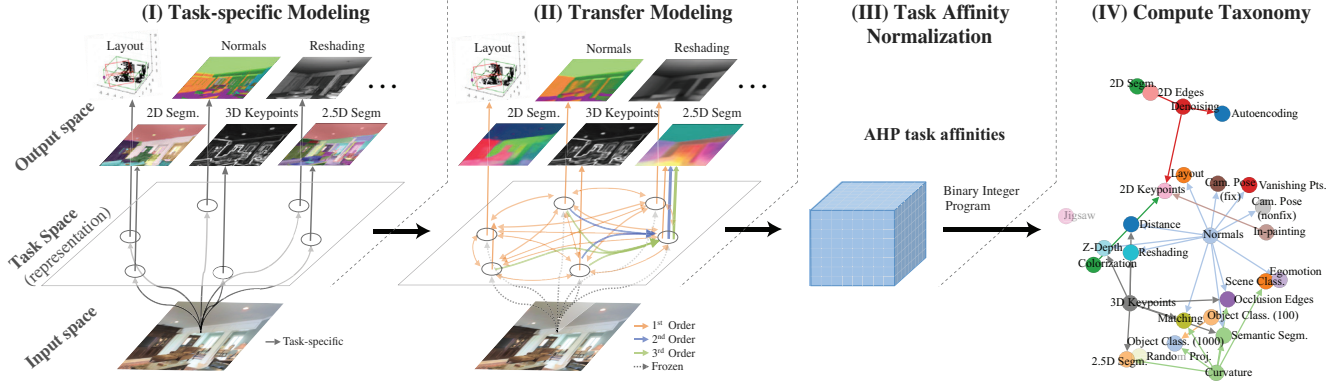 (I) Task-specific Modeling
(II) Transfer Modeling
(III) Task Affinity
Normalization
(IV) Compute Taxonomy
Output space
Task Space
(representation)
Input space
Layout
Normals
Reshading
2D Segm.
3D Keypoints
2.5D Segm
Task-specific
Layout
Normals
Reshading
2D Segm.
3D Keypoints
2.5D Segm
1st Order
2nd Order
3rd Order
Frozen
AHP task affinities
Binary Integer
Program
2D Segm.
2D Edges
Denoising
Autoencoding
Layout
2D Keypoints
Cam. Pose
(fix)
Vanishing Pts.
Cam. Pose
(nonfix)
Jigsaw
Distance
Normals
In-painting
Z-Depth
Reshading
Colorization
Egomotion
Scene Class.
3D Keypoints
Occlusion Edges
Matching
Object Class. (100)
Semantic Segm.
Object Class. (1000)
2.5D Segm.
Random Proj.
Curvature